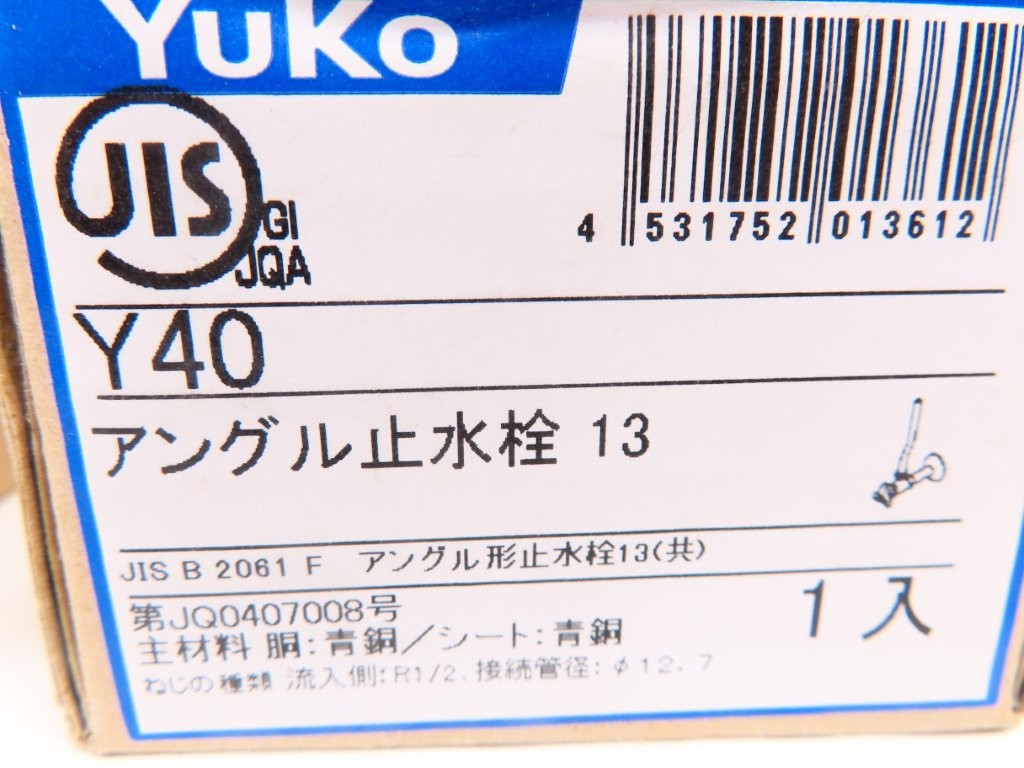 YuKo
JIS
GI
JQA
4 531752 013612
Y40
アングル止水栓 13
JIS B 2061 F アングル形止水栓13(共)
第JQ0407008号
主材料 胴:青銅/シート:青銅
ねじの種類 流入側:R1/2、接続管径:φ12.7
1入